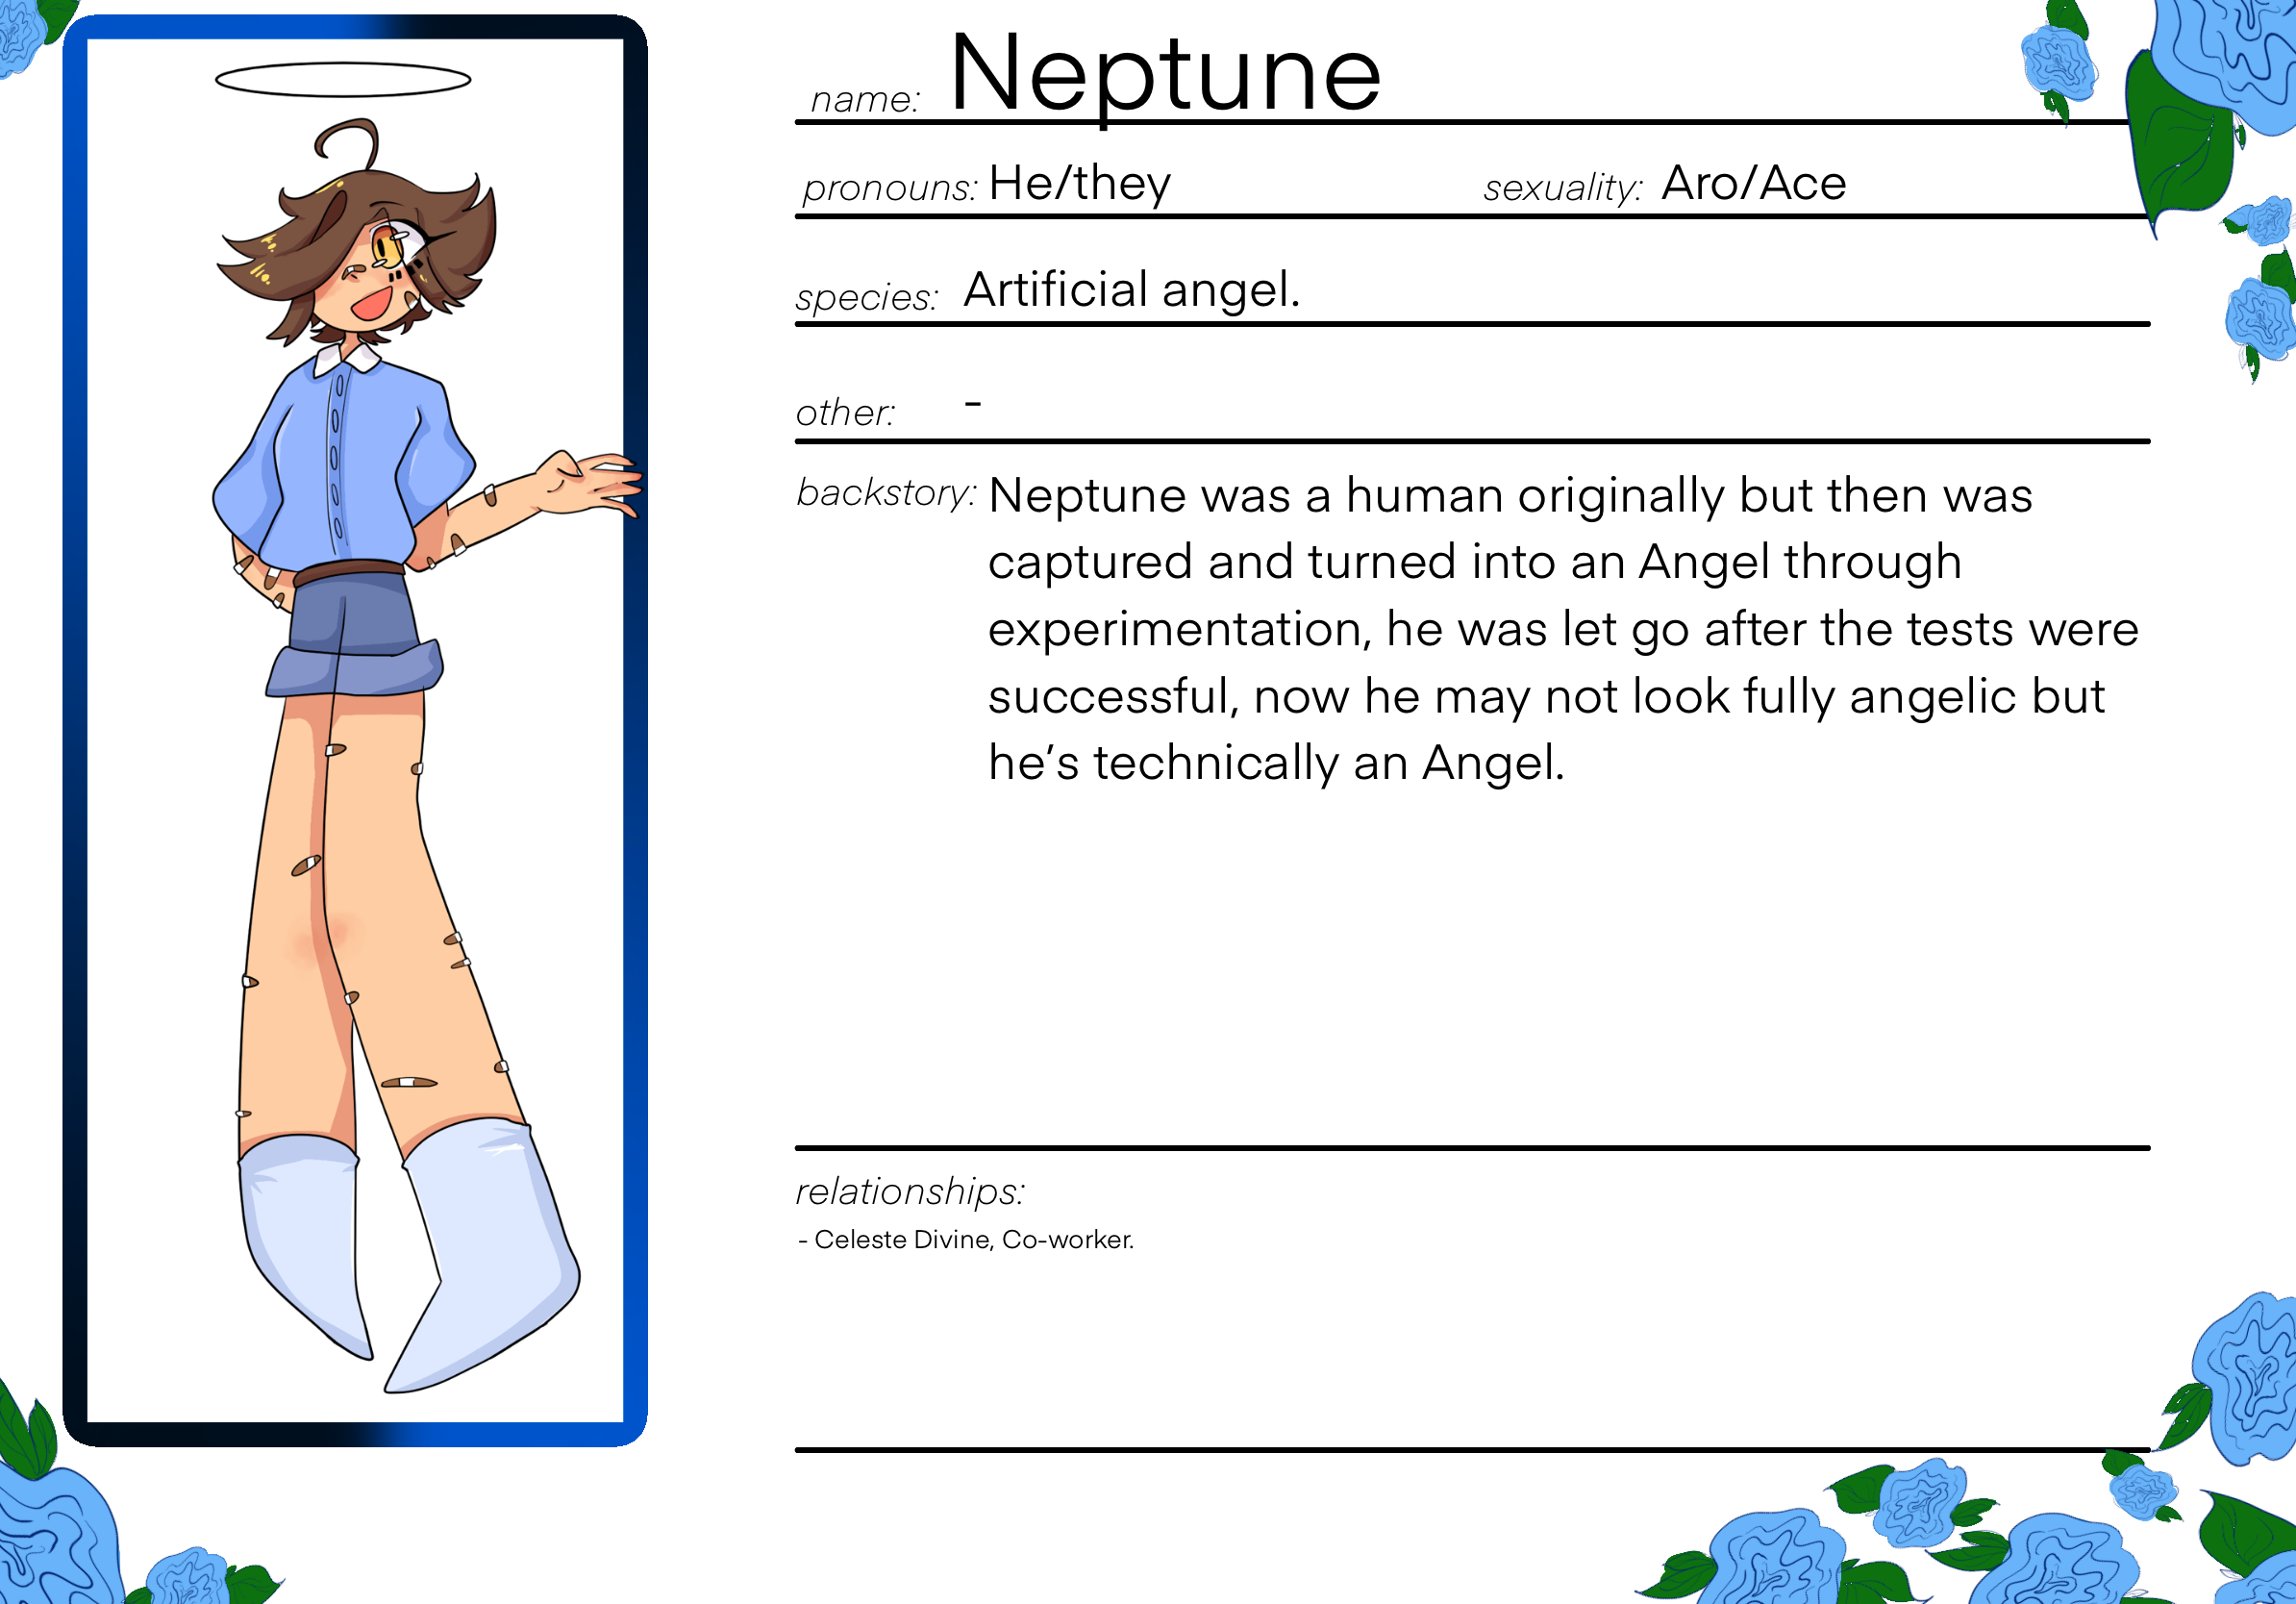 name: Neptune
pronouns: He/they sexuality: Aro/Ace
species: Artificial angel.
other: -
backstory: Neptune was a human originally but then was
captured and turned into an Angel through
experimentation, he was let go after the tests were
successful, now he may not look fully angelic but
he’s technically an Angel.
relationships:
- Celeste Divine, Co-worker.